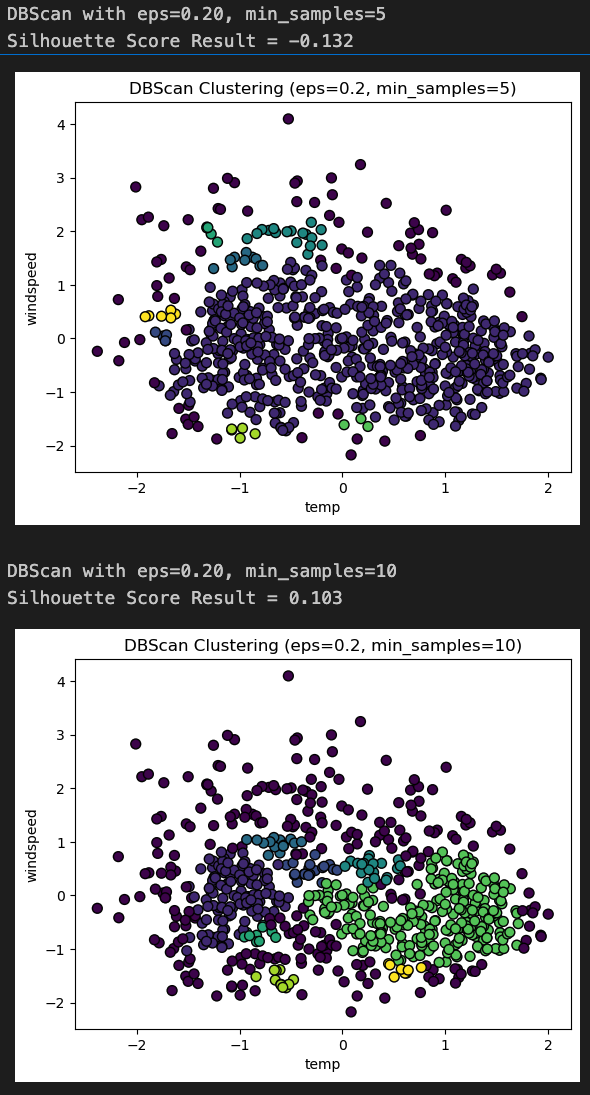 DBScan with eps=0.20, min_samples=5
Silhouette Score Result = -0.132
DBScan Clustering (eps=0.2, min_samples=5)
4
3
2
1
0
−1
−2
windspeed
−2 −1 0 1 2
temp
DBScan with eps=0.20, min_samples=10
Silhouette Score Result = 0.103
DBScan Clustering (eps=0.2, min_samples=10)
4
3
2
1
0
−1
−2
windspeed
−2 −1 0 1 2
temp